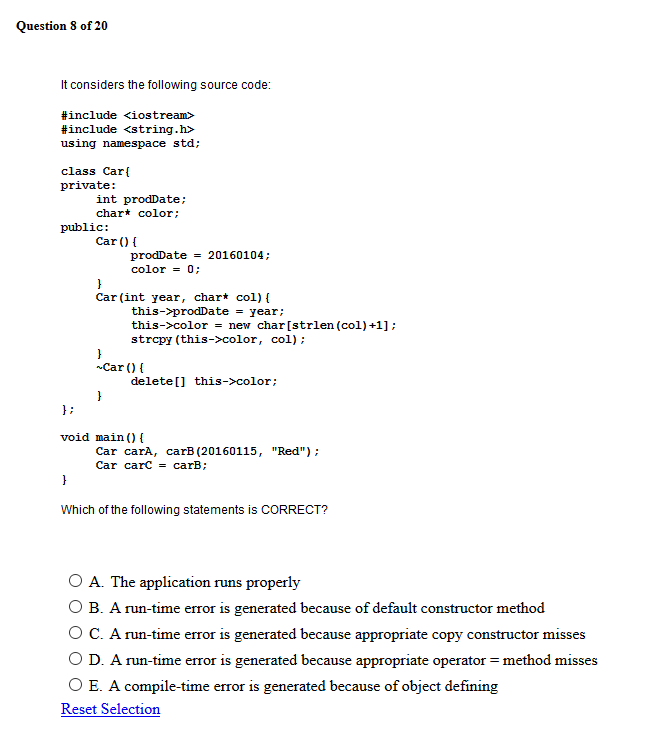 Question 8 of 20
It considers the following source code:
#include <iostream>
#include <string.h>
using namespace std;
class Car{
private:
int prodDate;
char* color;
public:
Car(){
prodDate = 20160104;
color = 0;
}
Car(int year, char* col){
this->prodDate = year;
this->color = new char[strlen(col)+1];
strcpy(this->color, col);
}
~Car(){
delete[] this->color;
}
};
void main(){
Car carA, carB(20160115, "Red");
Car carC = carB;
}
Which of the following statements is CORRECT?
A. The application runs properly
B. A run-time error is generated because of default constructor method
C. A run-time error is generated because appropriate copy constructor misses
D. A run-time error is generated because appropriate operator = method misses
E. A compile-time error is generated because of object defining
Reset Selection